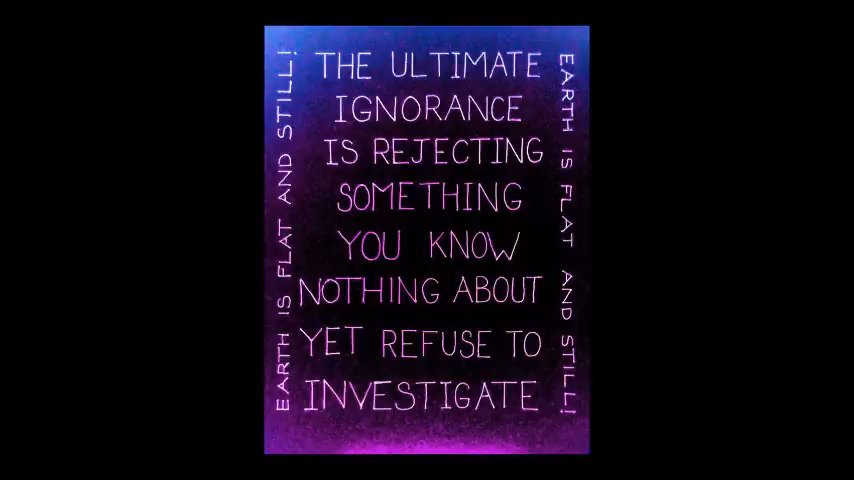 THE ULTIMATE
IGNORANCE
IS REJECTING
SOMETHING
YOU KNOW
NOTHING ABOUT
YET REFUSE TO
INVESTIGATE
EARTH IS FLAT AND STILL!
EARTH IS FLAT AND STILL!